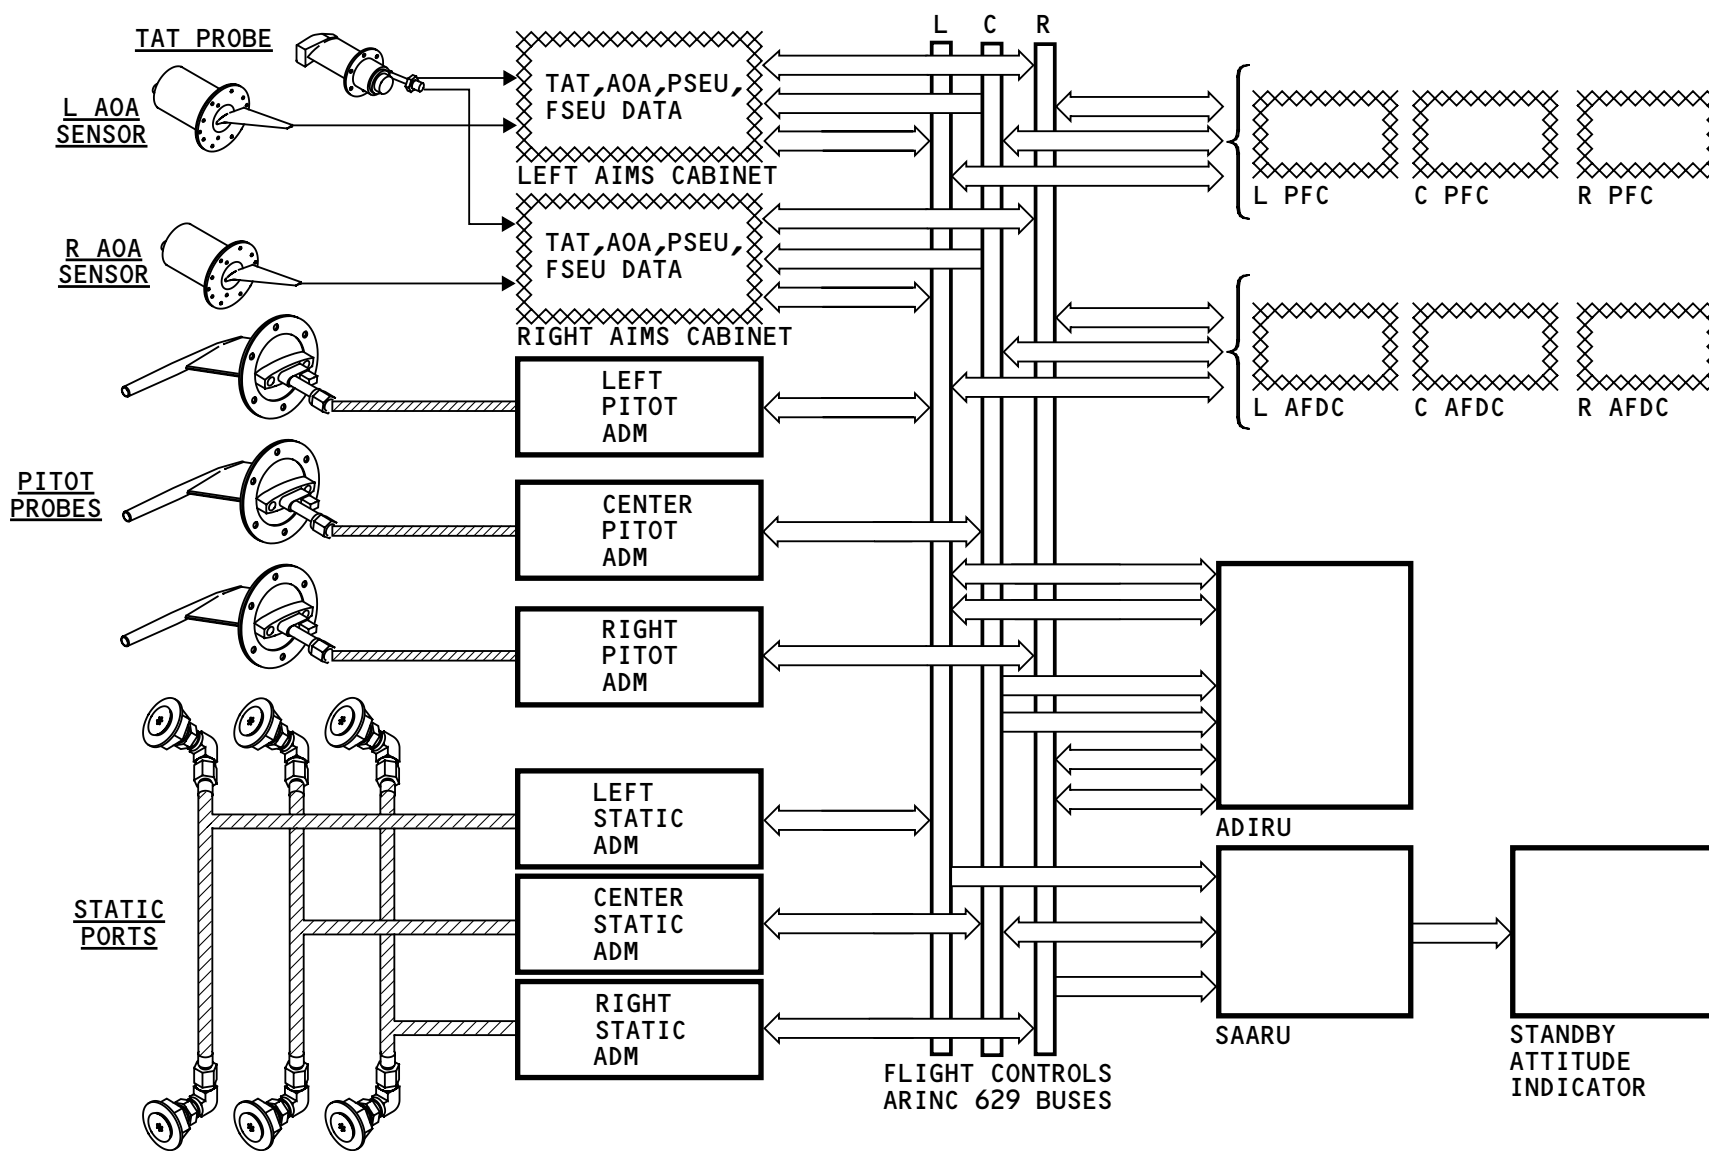 TAT PROBE
L AOA
SENSOR
R AOA
SENSOR
PITOT
PROBES
STATIC
PORTS
TAT,AOA,PSEU,
FSEU DATA
LEFT AIMS CABINET
TAT,AOA,PSEU,
FSEU DATA
RIGHT AIMS CABINET
LEFT
PITOT
ADM
CENTER
PITOT
ADM
RIGHT
PITOT
ADM
LEFT
STATIC
ADM
CENTER
STATIC
ADM
RIGHT
STATIC
ADM
L C R
FLIGHT CONTROLS
ARINC 629 BUSES
L PFC C PFC R PFC
L AFDC C AFDC R AFDC
ADIRU
SAARU
STANDBY
ATTITUDE
INDICATOR